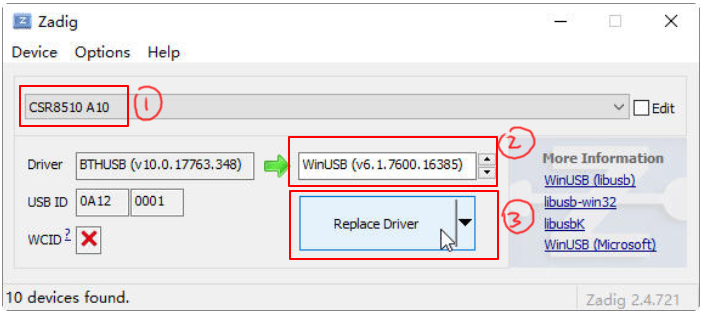 Zadig
Device Options Help
CSR8510 A10
1
Edit
Driver BTHUSB (v10.0.17763.348) WinUSB (v6.1.7600.16385)
2
USB ID 0A12 0001
WCID ?
Replace Driver
3
More Information
WinUSB (libusb)
libusb-win32
libusbK
WinUSB (Microsoft)
10 devices found.
Zadig 2.4.721